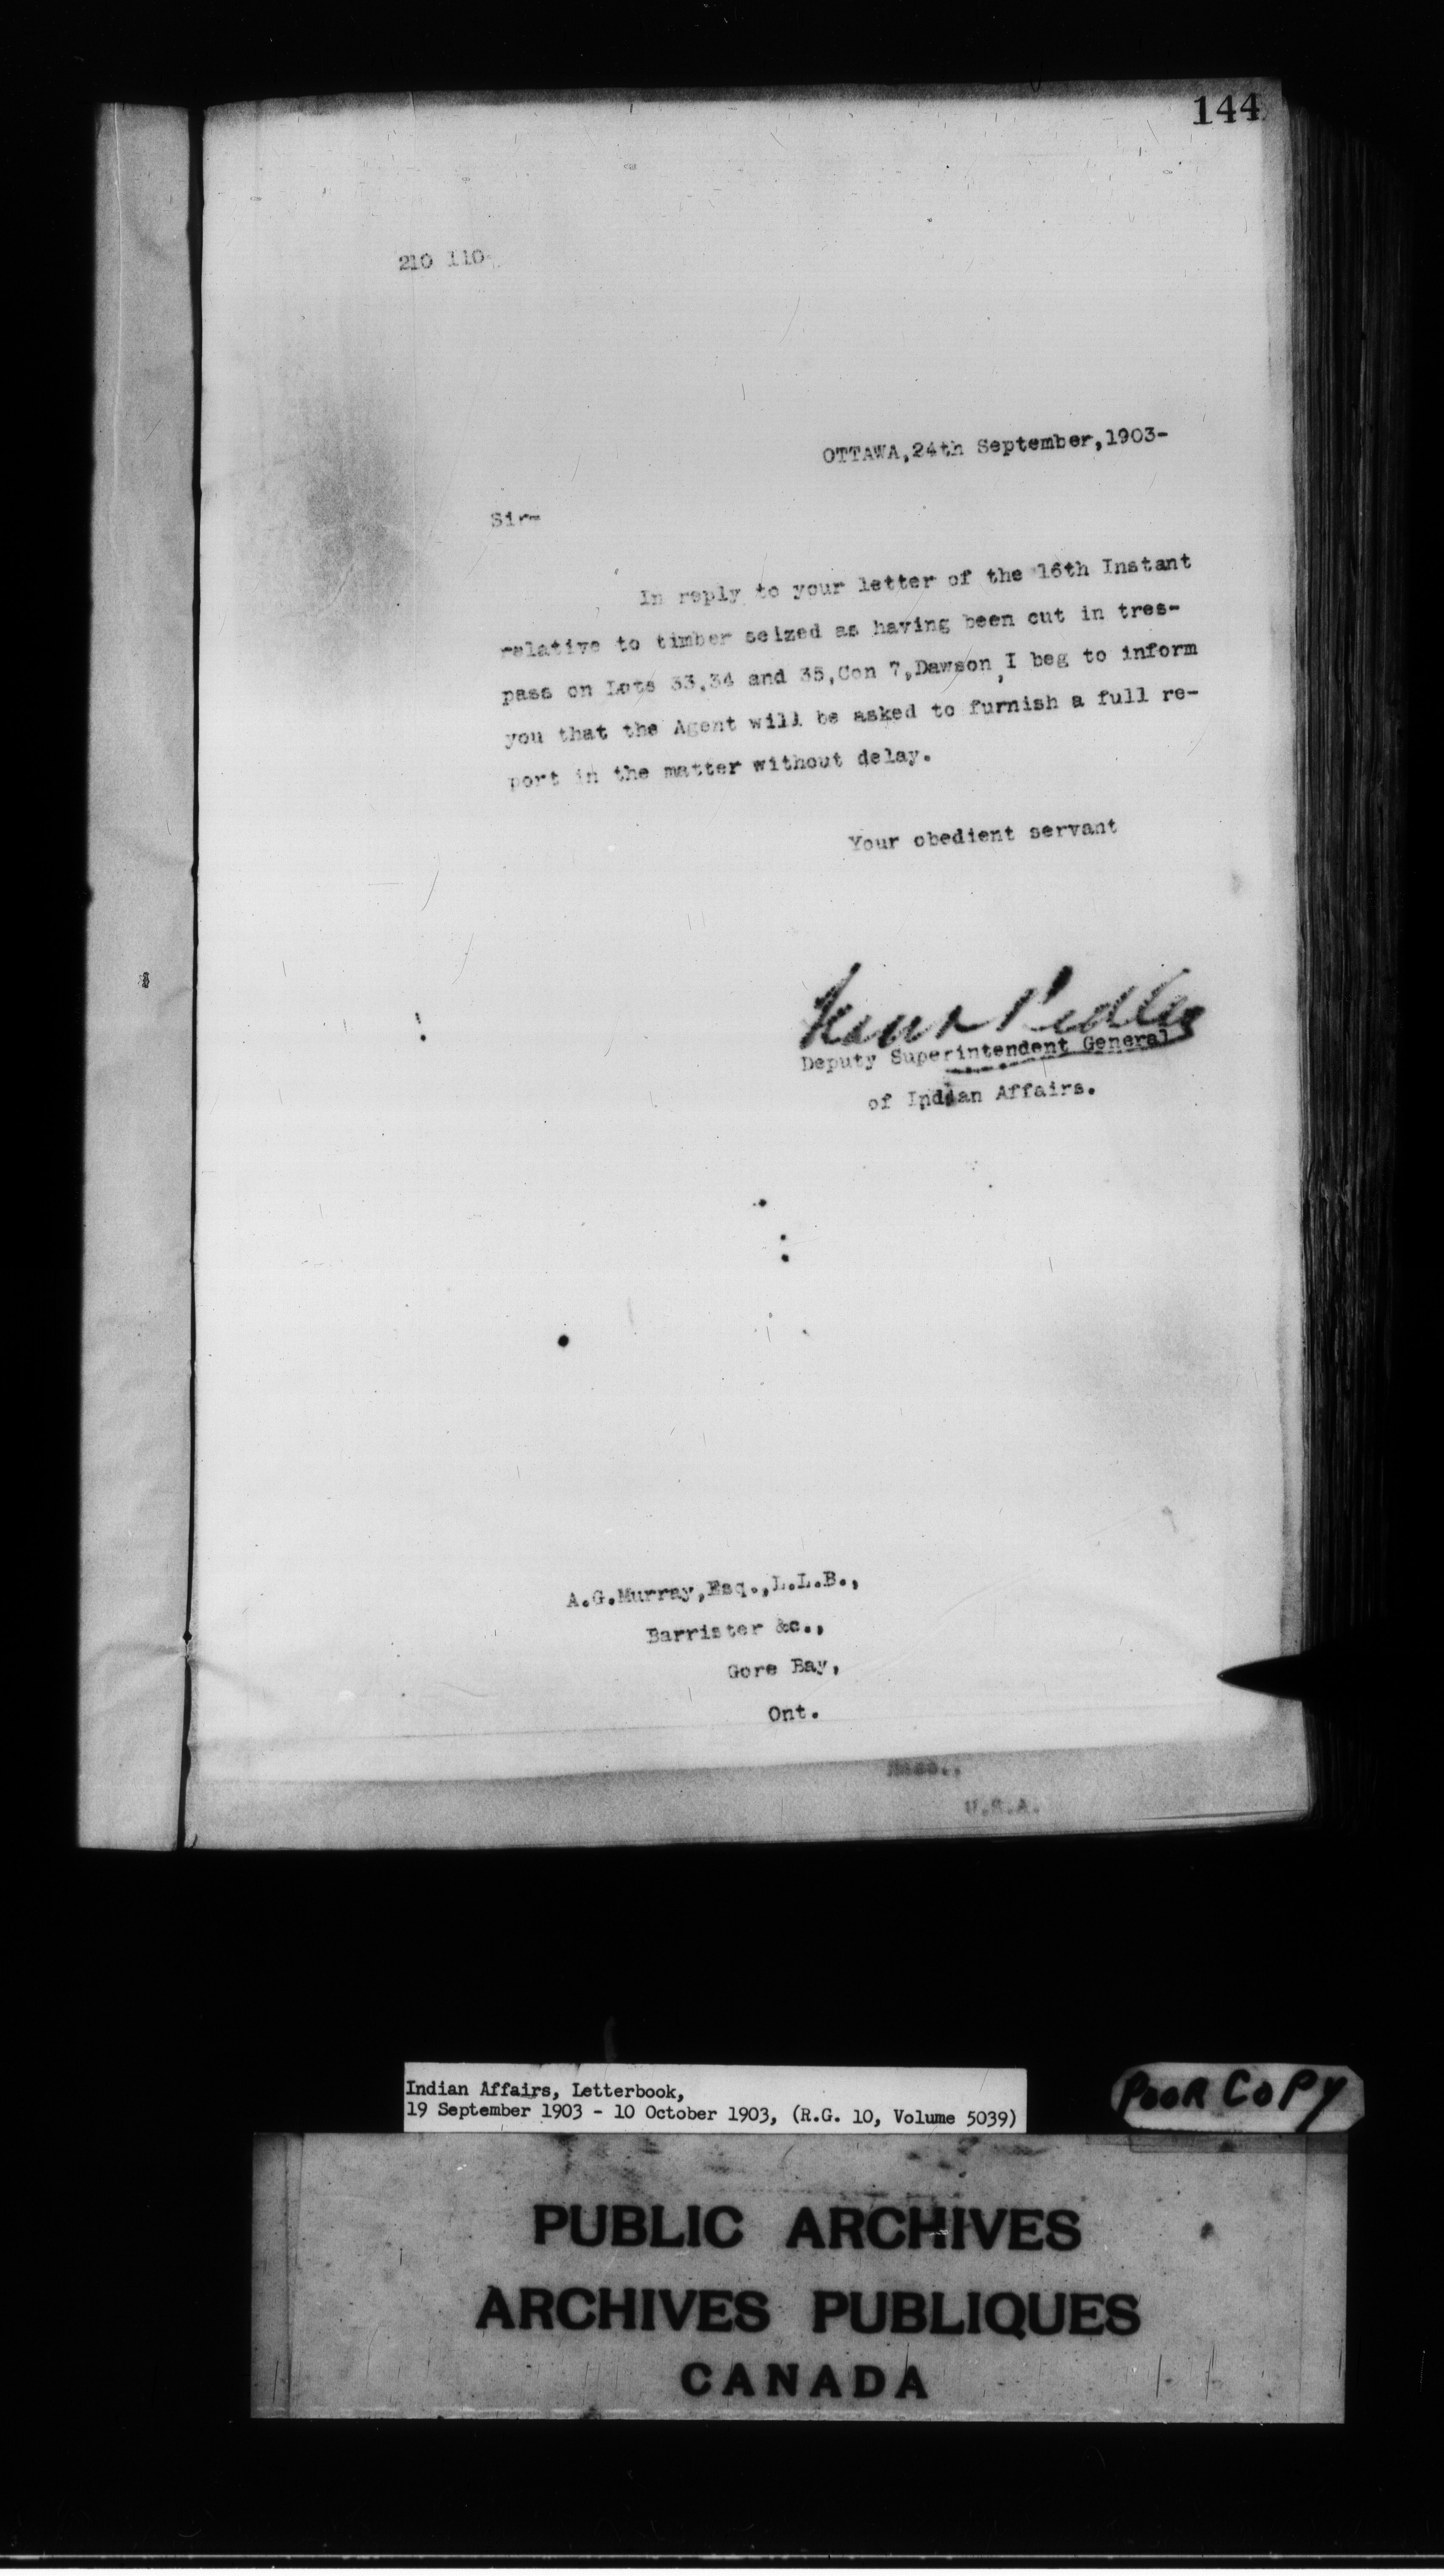 144
210 110
OTTAWA,24th September,1903-
Sir-
In reply to your letter of the 16th Instant
relative to timber seized as having been cut in tres-
pass on Lots 33,34 and 35,Con 7,Dawson,I beg to inform
you that the Agent will be asked to furnish a full re-
port in the matter without delay.
Your obedient servant
Frank Pedley
Deputy Superintendent General
of Indian Affairs.
A.G.Murray,Esq.,L.L.B.,
Barrister &c.,
Gore Bay,
Ont.
Mass.,
U.S.A.
Indian Affairs, Letterbook,
19 September 1903 - 10 October 1903, (R.G. 10, Volume 5039)
POOR COPY
PUBLIC ARCHIVES
ARCHIVES PUBLIQUES
CANADA